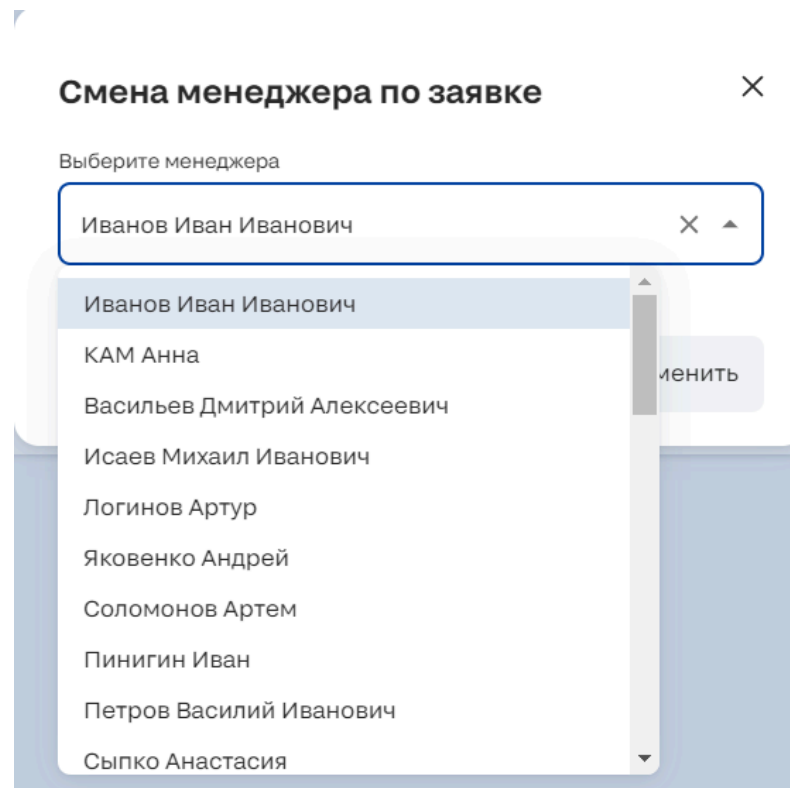 Смена менеджера по заявке
Выберите менеджера
Иванов Иван Иванович
Иванов Иван Иванович
КАМ Анна
Васильев Дмитрий Алексеевич
Исаев Михаил Иванович
Логинов Артур
Яковенко Андрей
Соломонов Артем
Пинигин Иван
Петров Василий Иванович
Сыпко Анастасия